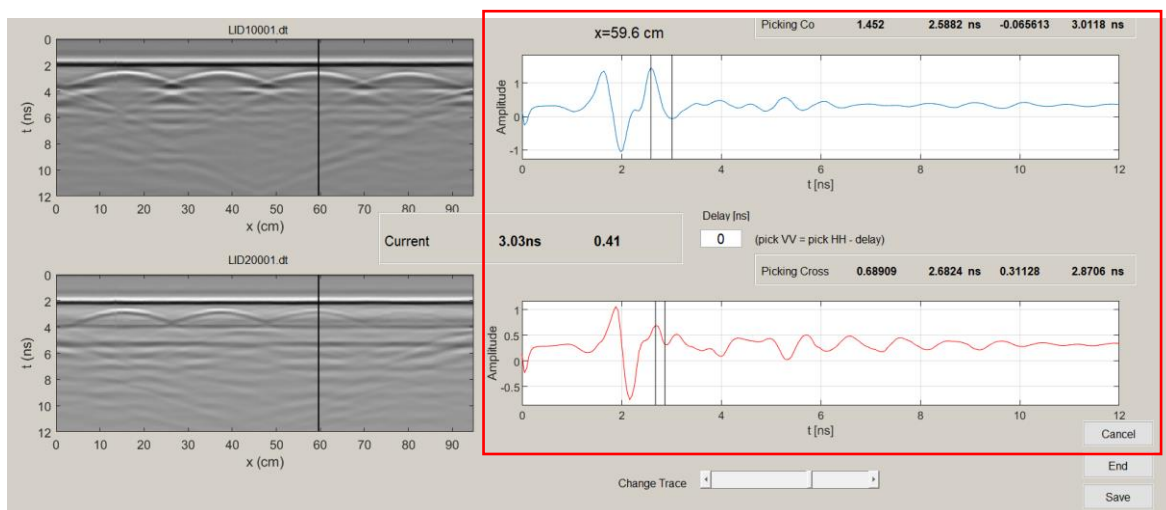 LID10001.dt
0
2
4
6
8
10
12
t (ns)
0 10 20 30 40 50 60 70 80 90
x (cm)
x=59.6 cm
Picking Co 1.452 2.5882 ns -0.065613 3.0118 ns
Amplitude
1
0
-1
0 2 4 6 8 10 12
t [ns]
Current 3.03ns 0.41
Delay [ns]
0 (pick VV = pick HH - delay)
LID20001.dt
0
2
4
6
8
10
12
t (ns)
0 10 20 30 40 50 60 70 80 90
x (cm)
Picking Cross 0.68909 2.6824 ns 0.31128 2.8706 ns
Amplitude
1
0.5
0
-0.5
0 2 4 6 8 10 12
t [ns]
Cancel
End
Save
Change Trace